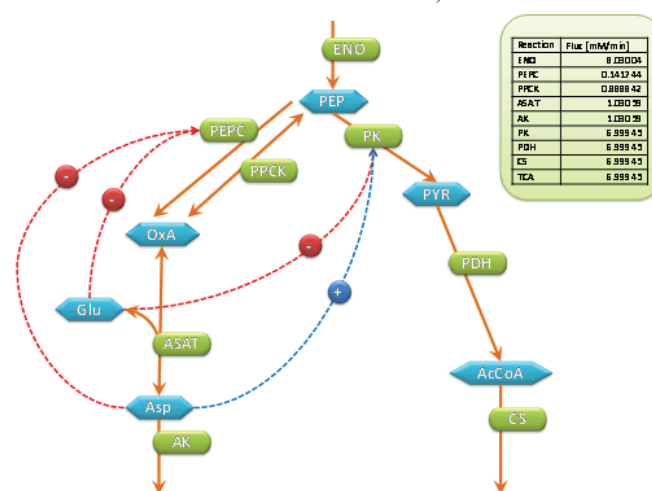 ENO
PEP
PEPC
PK
PPCK
PYR
OxA
-
-
-
PDH
+
Glu
ASAT
AcCoA
Asp
AK
CS
Reaction Flux [mM/min]
ENO 8.03004
PEPC 0.141744
PPCK 0.888842
ASAT 1.03059
AK 1.03059
PK 6.99945
PDH 6.99945
CS 6.99945
TCA 6.99945